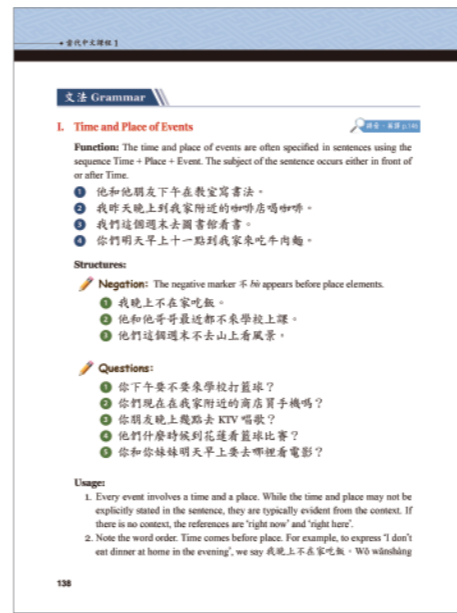 當代中文課程 1
文法 Grammar
I. Time and Place of Events
Function: The time and place of events are often specified in sentences using the
sequence Time + Place + Event. The subject of the sentence occurs either in front of
or after Time.
1 他和他朋友下午在教室寫書法。
2 我昨天晚上到我家附近的咖啡店喝咖啡。
3 我們這個週末去圖書館看書。
4 你們明天早上十一點到我家來吃牛肉麵。
Structures:
Negation: The negative marker 不 bù appears before place elements.
1 我晚上不在家吃飯。
2 他和他哥哥最近都不來學校上課。
3 他們這個週末不去山上看風景。
Questions:
1 你下午要不要來學校打籃球？
2 你們現在在我家附近的商店買手機嗎？
3 你朋友晚上幾點去 KTV 唱歌？
4 他們什麼時候到花蓮看籃球比賽？
5 你和你妹妹明天早上要去哪裡看電影？
Usage:
1. Every event involves a time and a place. While the time and place may not be
explicitly stated in the sentence, they are typically evident from the context. If
there is no context, the references are 'right now' and 'right here'.
2. Note the word order. Time comes before place. For example, to express 'I don't
eat dinner at home in the evening', we say 我晚上不在家吃飯。Wǒ wǎnshàng
138